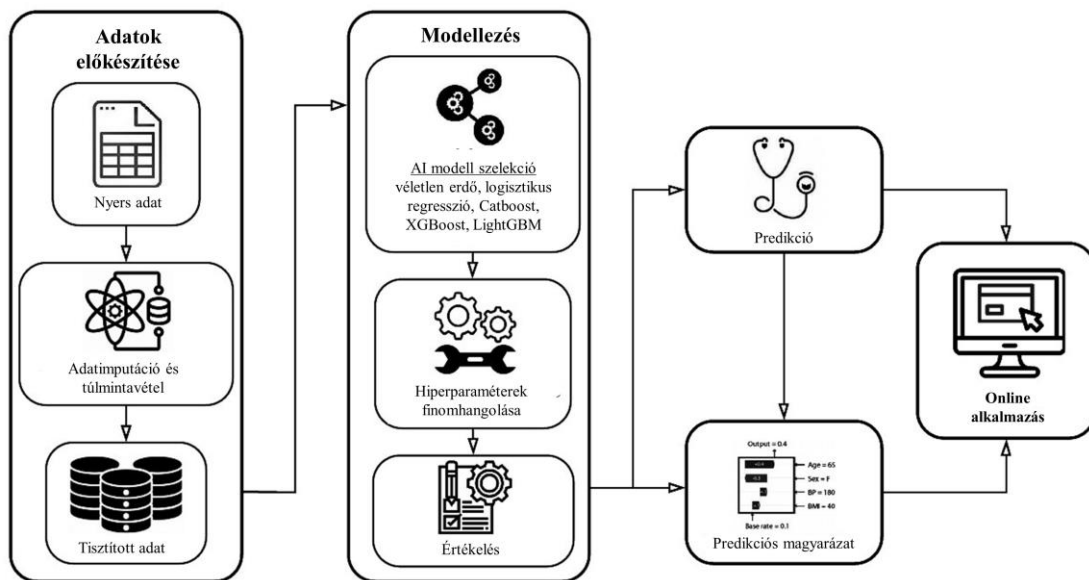 Adatok
előkészítése
Nyers adat
Adatimputáció és
túlmintavétel
Tisztított adat
Modellezés
AI modell szelekció
véletlen erdő, logisztikus
regresszió, Catboost,
XGBoost, LightGBM
Hiperparaméterek
finomhangolása
Értékelés
Predikció
Output = 0.4
Age = 65
Sex = F
BP = 180
BMI = 40
Base rate = 0.1
Predikciós magyarázat
Online
alkalmazás